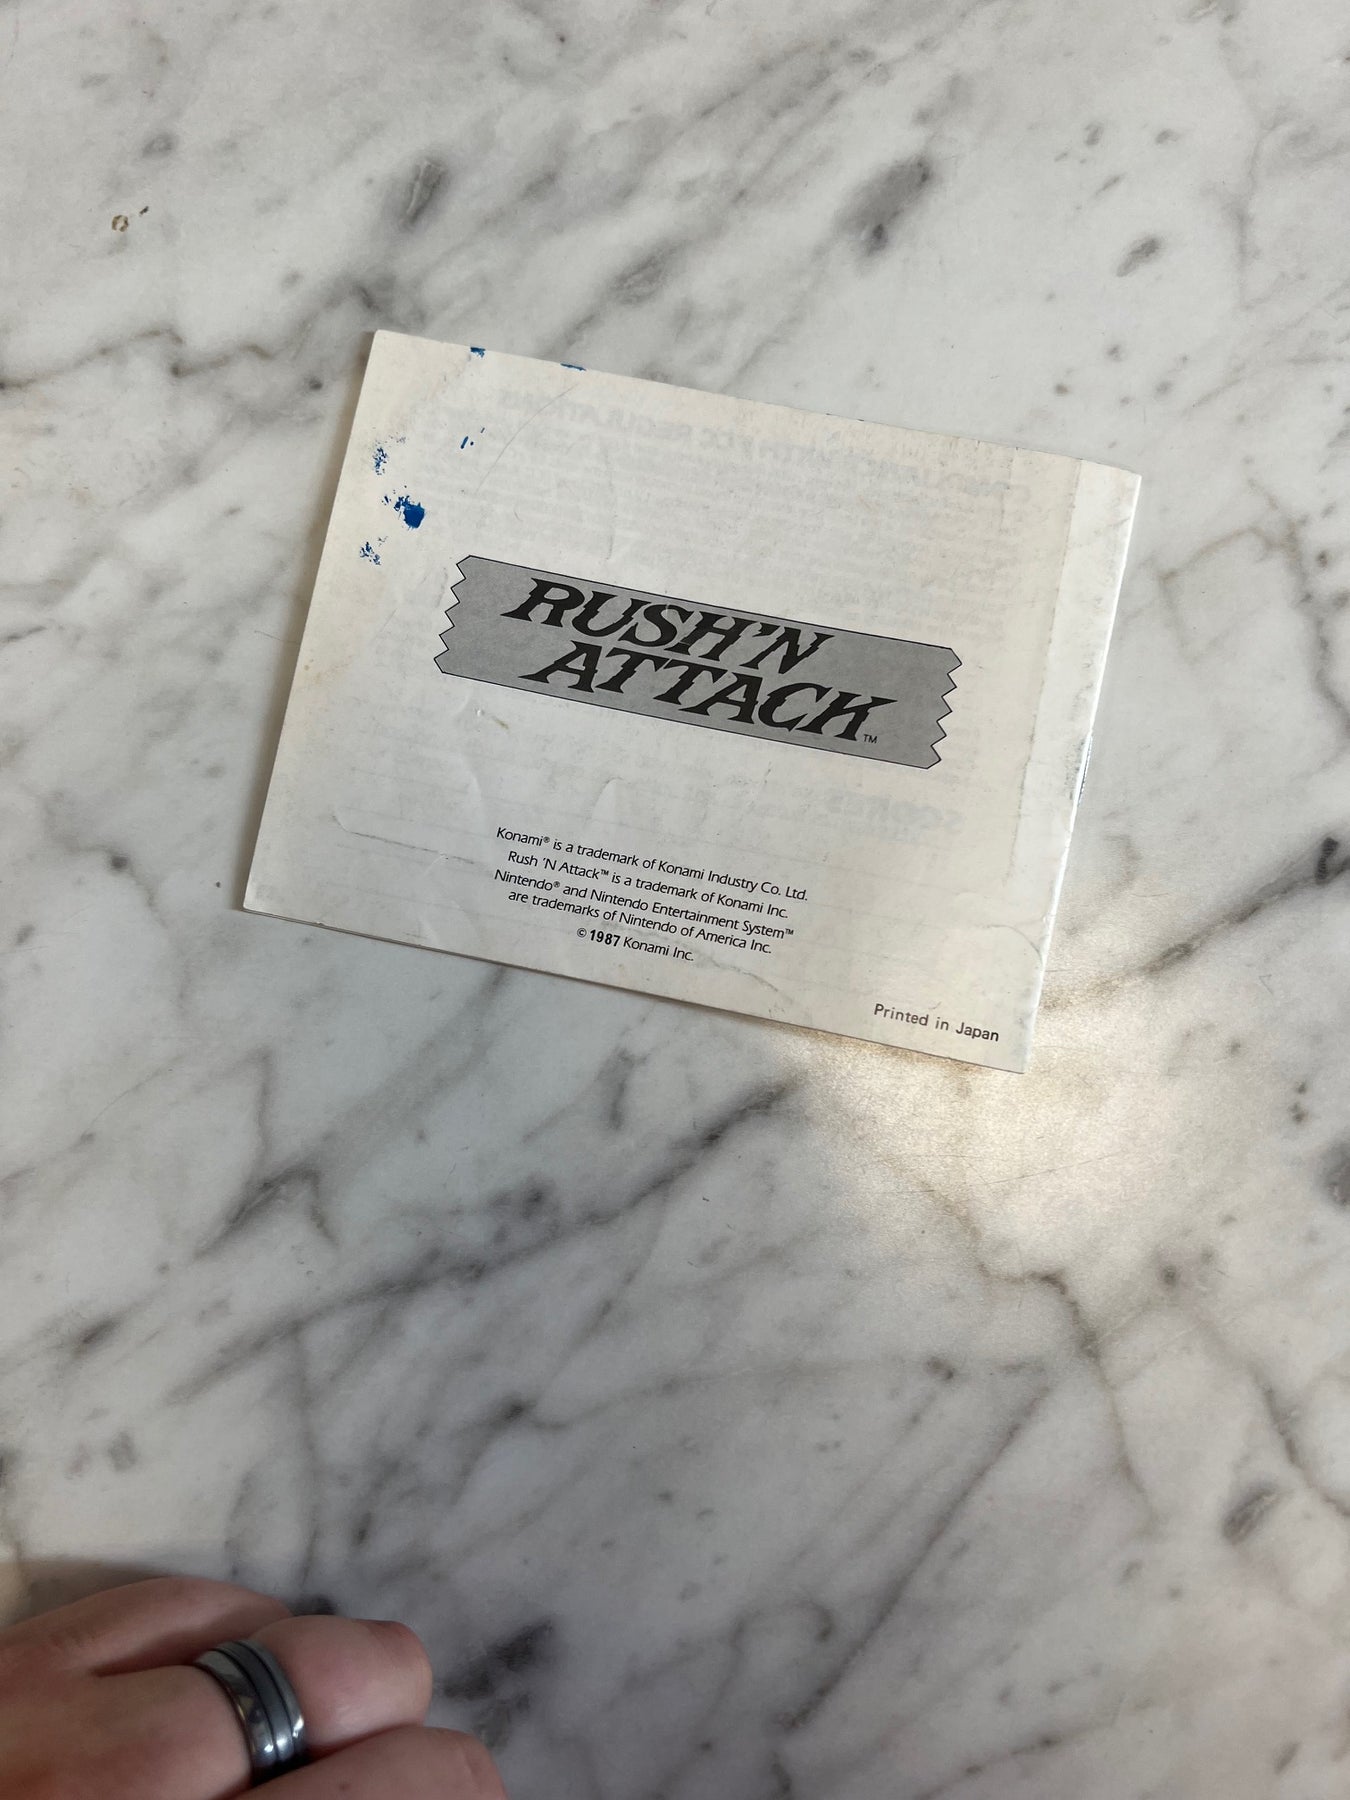 RUSH'N
ATTACK™
Konami® is a trademark of Konami Industry Co. Ltd.
Rush 'N Attack™ is a trademark of Konami Inc.
Nintendo® and Nintendo Entertainment System™
are trademarks of Nintendo of America Inc.
© 1987 Konami Inc.
Printed in Japan